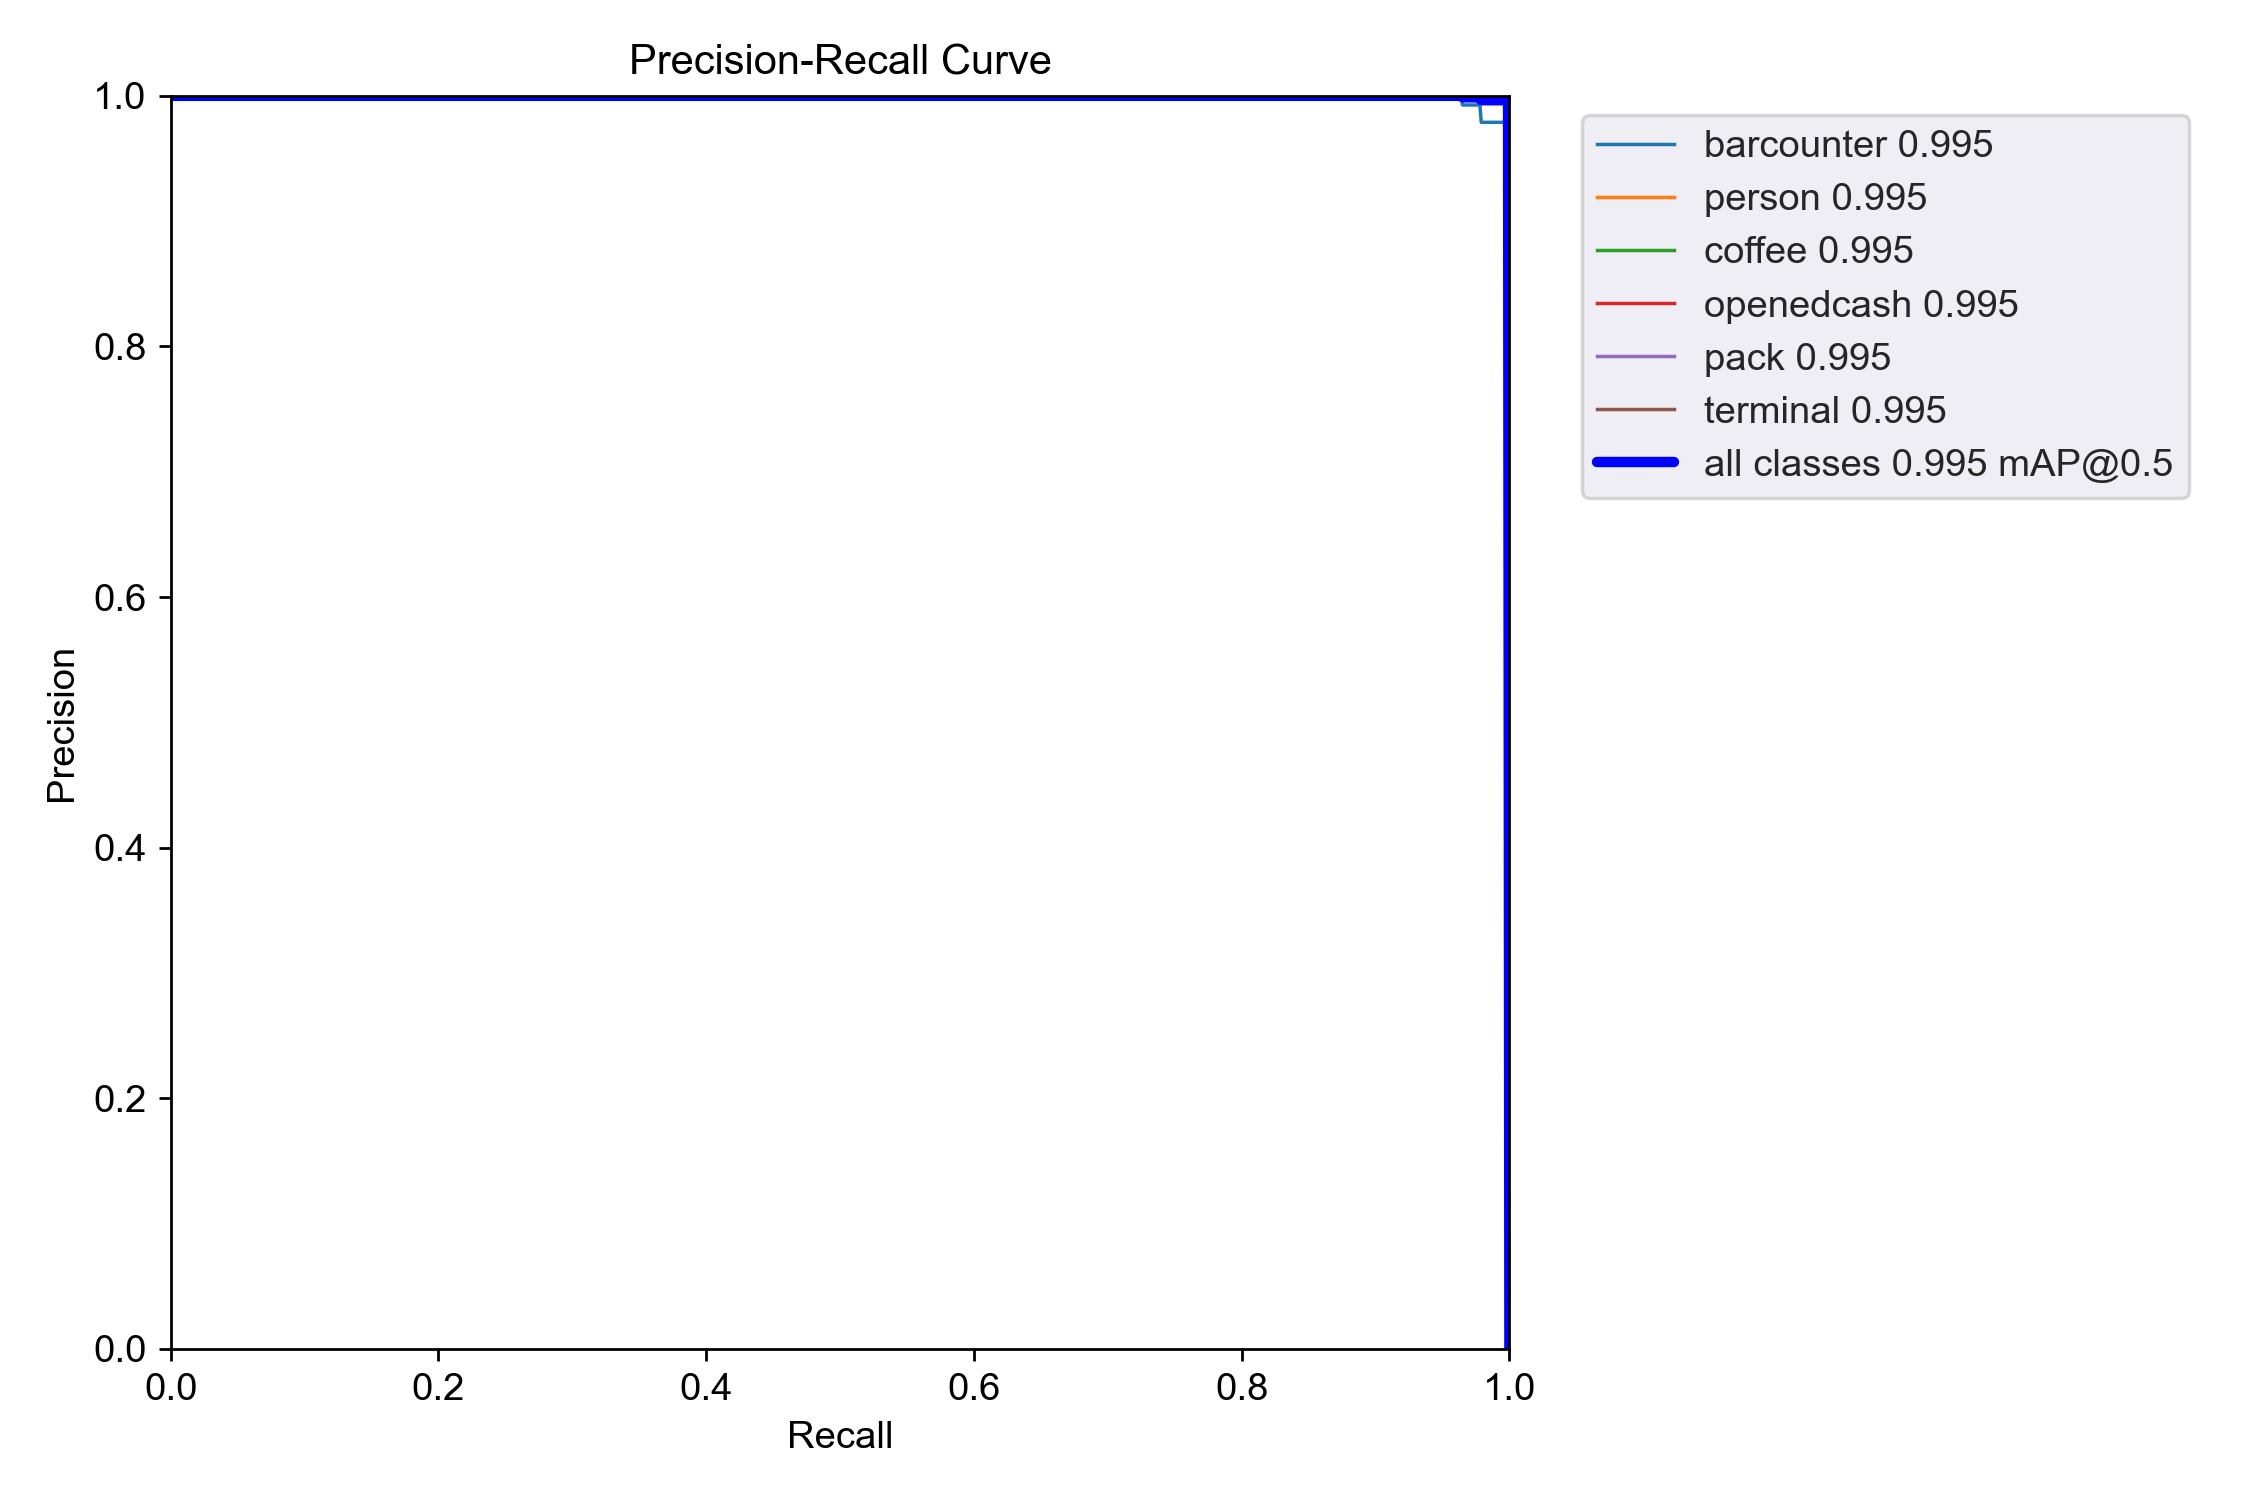 Precision-Recall Curve
1.0
0.8
0.6
0.4
0.2
0.0
Precision
0.0 0.2 0.4 0.6 0.8 1.0
Recall
barcounter 0.995
person 0.995
coffee 0.995
openedcash 0.995
pack 0.995
terminal 0.995
all classes 0.995 mAP@0.5